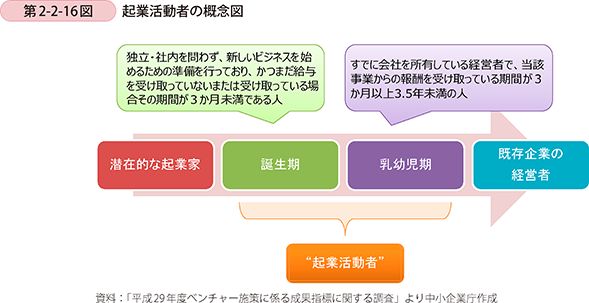 第2-2-16図 起業活動者の概念図
独立・社内を問わず、新しいビジネスを始
めるための準備を行っており、かつまだ給与
を受け取っていないまたは受け取っている場
合その期間が3か月未満である人
すでに会社を所有している経営者で、当該
事業からの報酬を受け取っている期間が3
か月以上3.5年未満の人
潜在的な起業家
誕生期
乳幼児期
既存企業の
経営者
“起業活動者”
資料：「平成29年度ベンチャー施策に係る成果指標に関する調査」より中小企業庁作成